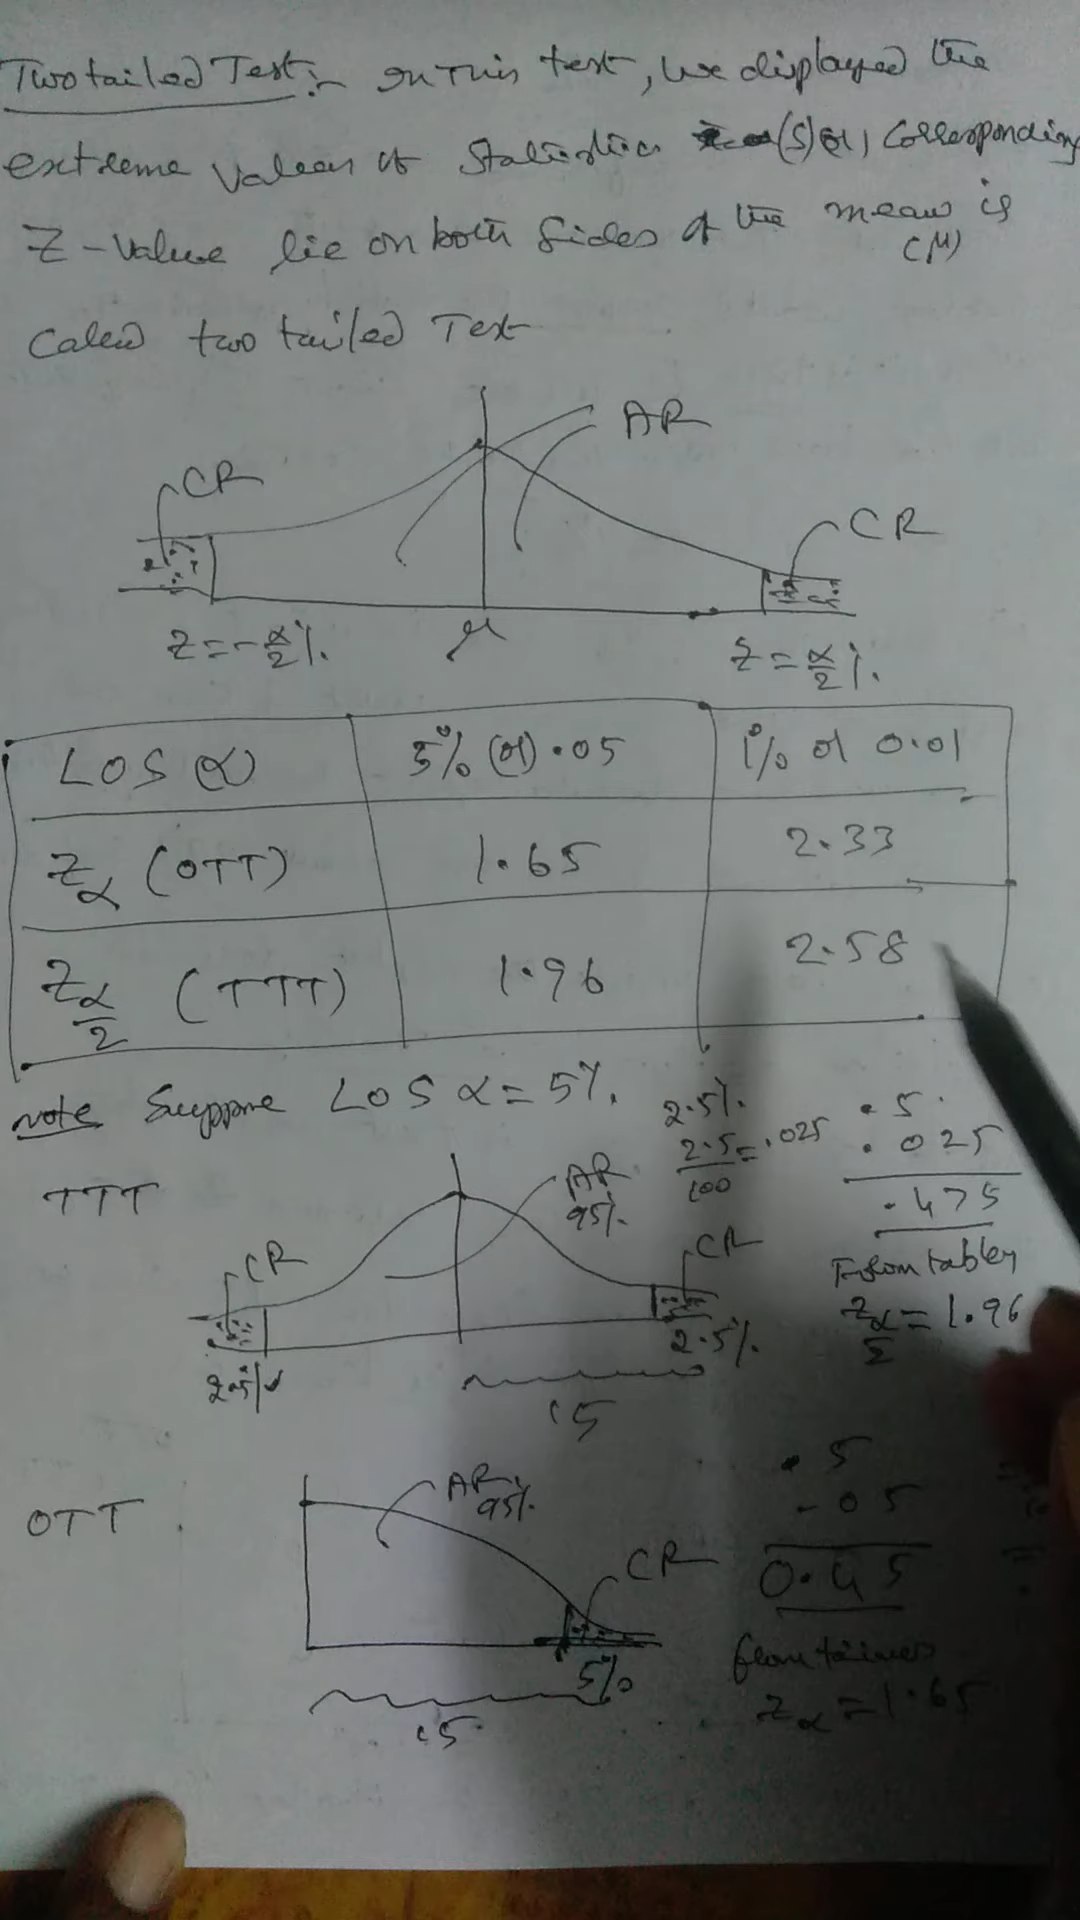 Two tailed Test:- In this test, we displayed the
extreme values of Statistics (S) (or) corresponding
Z-value lie on both sides of the mean is
(μ)
Called two tailed Test
AR
CR
CR
Z=-α/2%.
μ
Z=α/2%.
LOS (α) 5% (or) .05 1% or 0.01
Zα (OTT) 1.65 2.33
Zα/2 (TTT) 1.96 2.58
note Suppose LOS α=5%.
2.5%.
2.5/100=.025
.5
.025
.475
From tables
Zα/2=1.96
TTT
AR
95%.
CR
CR
2.5%
2.5%.
.5
OTT
AR
95%.
CR
5%
.5
.5
.05
0.45
from tables
Zα=1.65